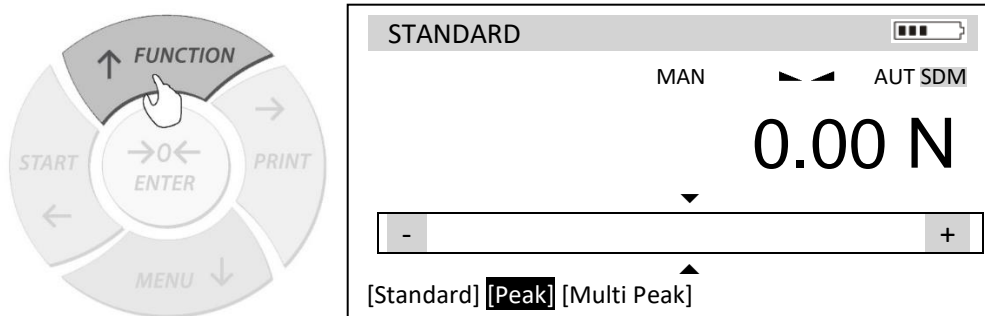 ↑ FUNCTION
START ←
→0← ENTER
→ PRINT
MENU ↓
STANDARD
MAN AUT SDM
0.00 N
- +
[Standard] [Peak] [Multi Peak]